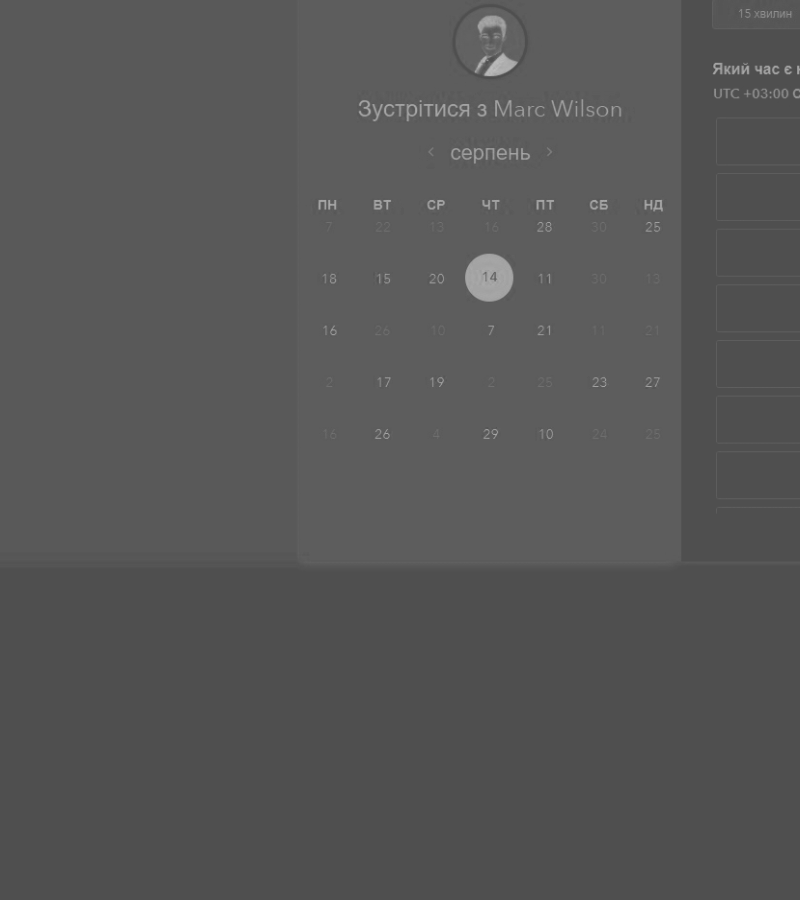 15 хвилин
Який час є
UTC +03:00
Зустрітися з Marc Wilson
< серпень >
ПН ВТ СР ЧТ ПТ СБ НД
7 22 13 16 28 30 25
18 15 20 14 11 30 13
16 26 10 7 21 11 21
2 17 19 2 25 23 27
16 26 4 29 10 24 25